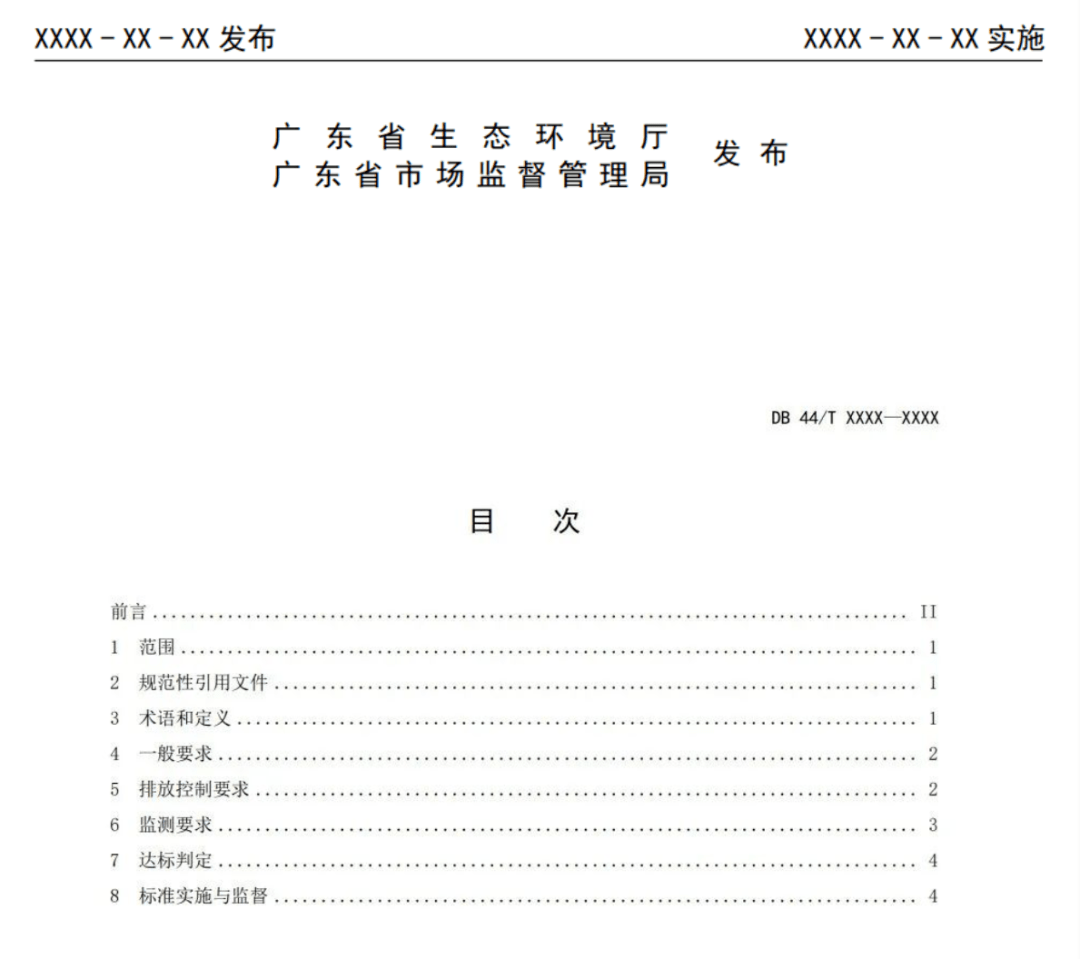 XXXX－XX－XX 发布 XXXX－XX－XX 实施
广东省生态环境厅
广东省市场监督管理局 发布
DB 44/T XXXX—XXXX
目 次
前言 II
1 范围 1
2 规范性引用文件 1
3 术语和定义 1
4 一般要求 2
5 排放控制要求 2
6 监测要求 3
7 达标判定 4
8 标准实施与监督 4